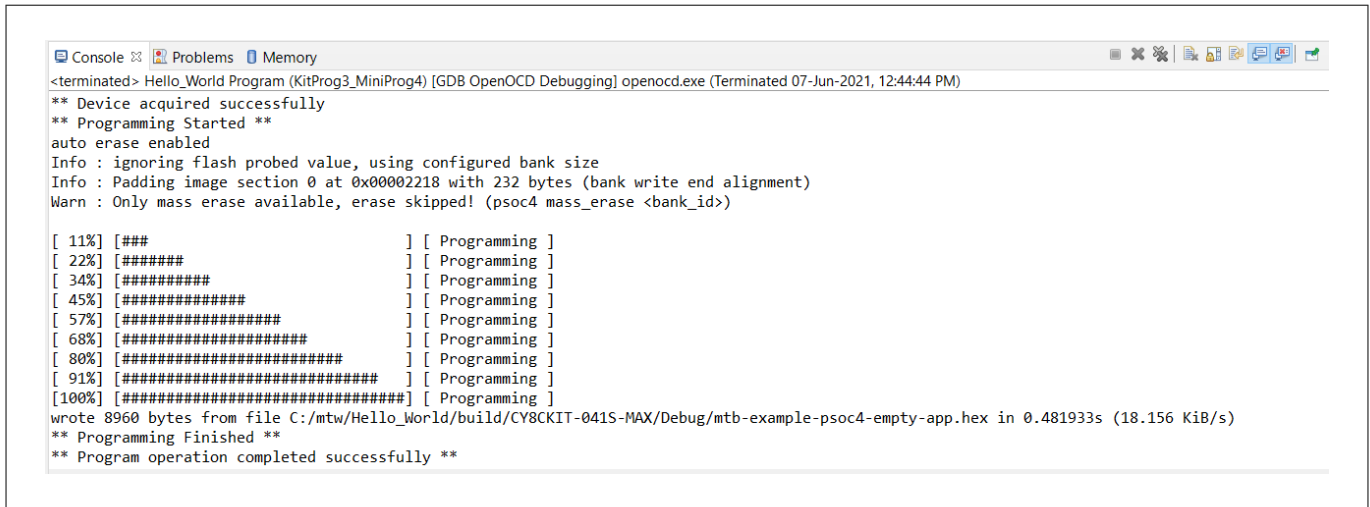 Console Problems Memory
<terminated> Hello_World Program (KitProg3_MiniProg4) [GDB OpenOCD Debugging] openocd.exe (Terminated 07-Jun-2021, 12:44:44 PM)
** Device acquired successfully
** Programming Started **
auto erase enabled
Info : ignoring flash probed value, using configured bank size
Info : Padding image section 0 at 0x00002218 with 232 bytes (bank write end alignment)
Warn : Only mass erase available, erase skipped! (psoc4 mass_erase <bank_id>)
[ 11%] [###                             ] [ Programming ]
[ 22%] [#######                         ] [ Programming ]
[ 34%] [##########                      ] [ Programming ]
[ 45%] [##############                  ] [ Programming ]
[ 57%] [##################              ] [ Programming ]
[ 68%] [#####################           ] [ Programming ]
[ 80%] [#########################       ] [ Programming ]
[ 91%] [#############################   ] [ Programming ]
[100%] [################################] [ Programming ]
wrote 8960 bytes from file C:/mtw/Hello_World/build/CY8CKIT-041S-MAX/Debug/mtb-example-psoc4-empty-app.hex in 0.481933s (18.156 KiB/s)
** Programming Finished **
** Program operation completed successfully **